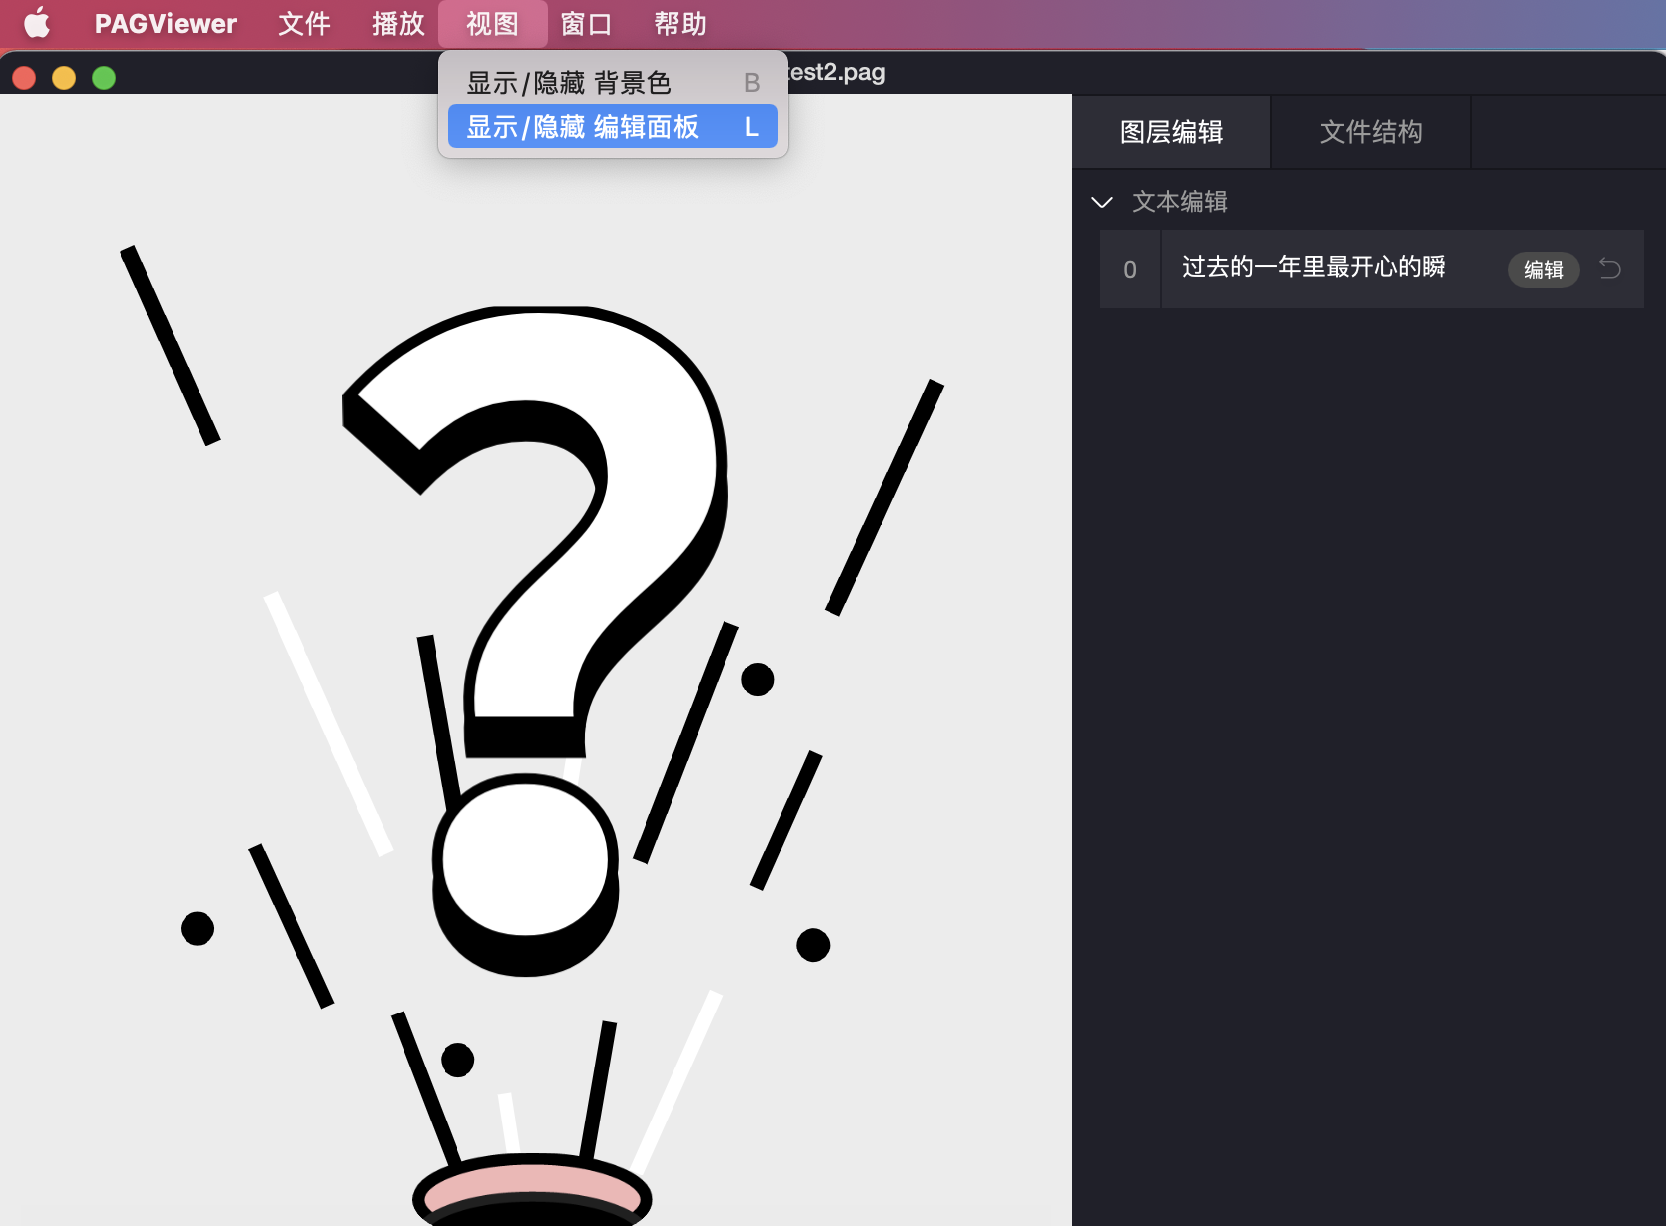 PAGViewer 文件 播放 视图 窗口 帮助
test2.pag
显示/隐藏 背景色 B
显示/隐藏 编辑面板 L
图层编辑 文件结构
文本编辑
0 过去的一年里最开心的瞬 编辑